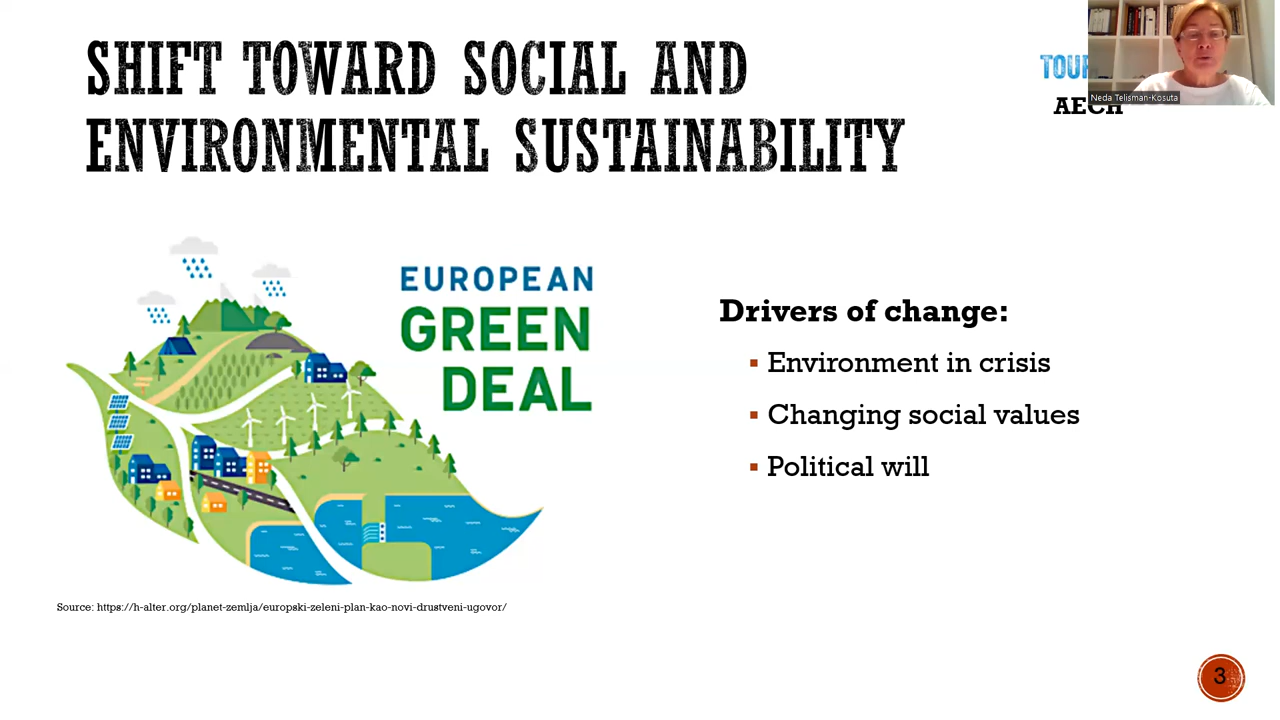 SHIFT TOWARD SOCIAL AND
ENVIRONMENTAL SUSTAINABILITY
Neda Telisman-Kosuta
AECH
EUROPEAN
GREEN
DEAL
Drivers of change:
▪ Environment in crisis
▪ Changing social values
▪ Political will
Source: https://h-alter.org/planet-zemlja/europski-zeleni-plan-kao-novi-drustveni-ugovor/
3